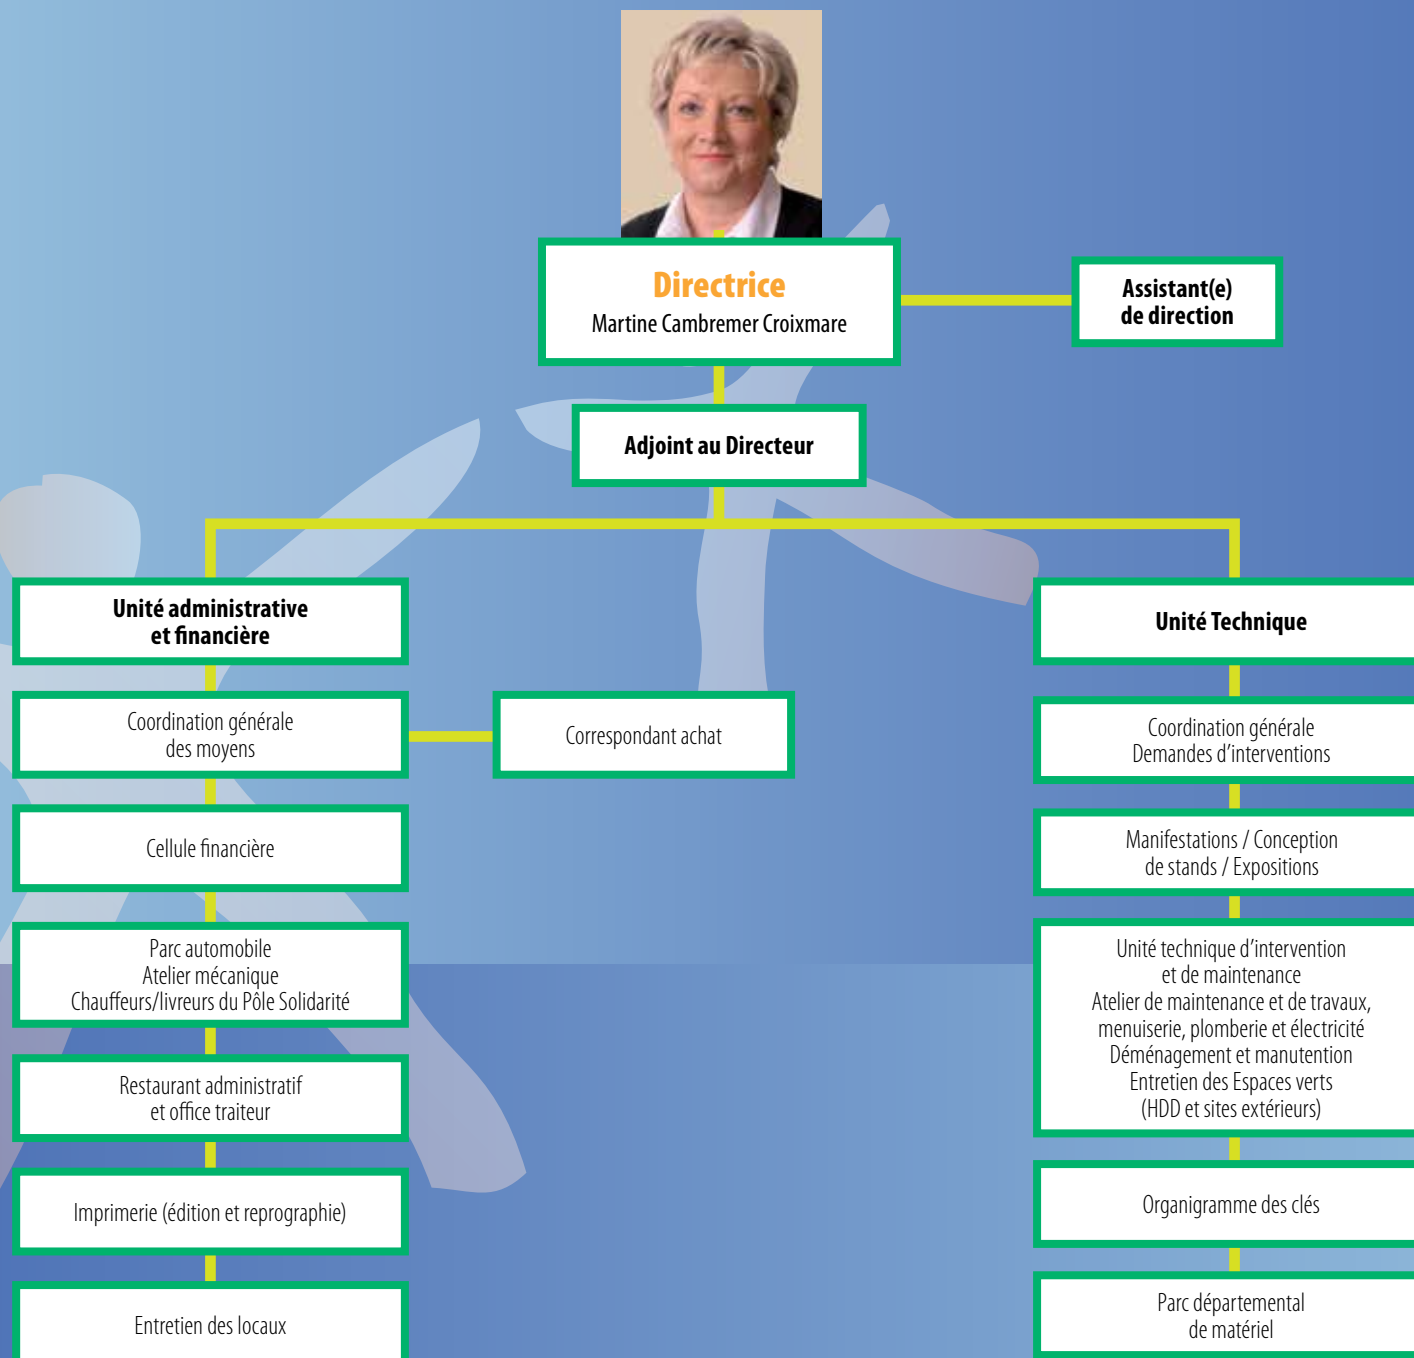 Directrice
Martine Cambremer Croixmare
Assistant(e)
de direction
Adjoint au Directeur
Unité administrative
et financière
Coordination générale
des moyens
Correspondant achat
Cellule financière
Parc automobile
Atelier mécanique
Chauffeurs/livreurs du Pôle Solidarité
Restaurant administratif
et office traiteur
Imprimerie (édition et reprographie)
Entretien des locaux
Unité Technique
Coordination générale
Demandes d’interventions
Manifestations / Conception
de stands / Expositions
Unité technique d’intervention
et de maintenance
Atelier de maintenance et de travaux,
menuiserie, plomberie et électricité
Déménagement et manutention
Entretien des Espaces verts
(HDD et sites extérieurs)
Organigramme des clés
Parc départemental
de matériel